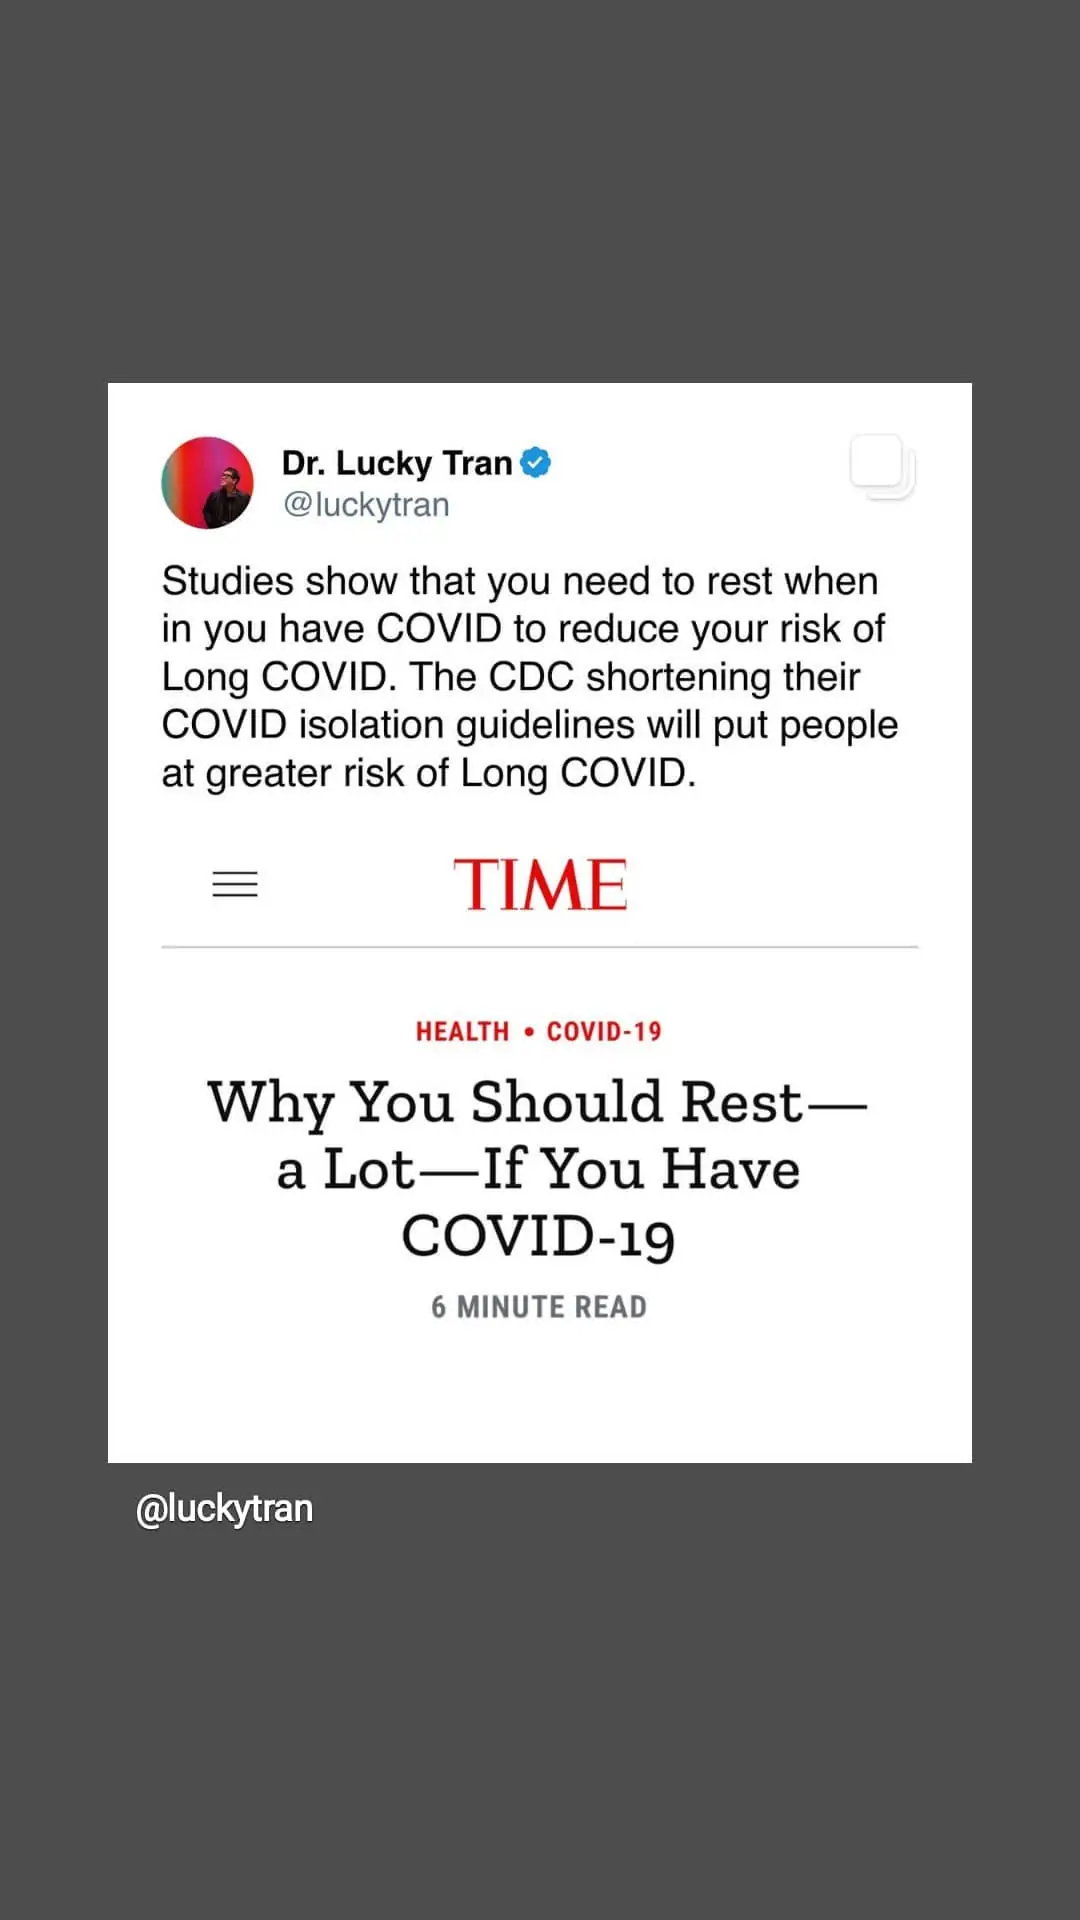 Dr. Lucky Tran
@luckytran
Studies show that you need to rest when
in you have COVID to reduce your risk of
Long COVID. The CDC shortening their
COVID isolation guidelines will put people
at greater risk of Long COVID.
TIME
HEALTH • COVID-19
Why You Should Rest—
a Lot—If You Have
COVID-19
6 MINUTE READ
@luckytran